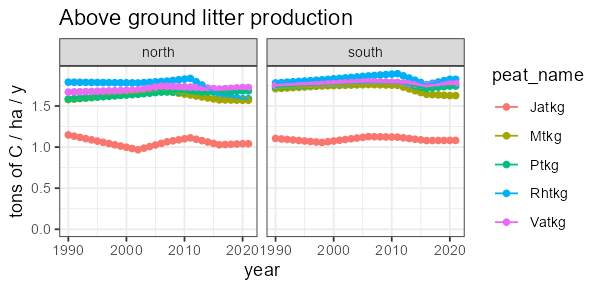 Above ground litter production
north
south
tons of C / ha / y
1.5
1.0
0.5
0.0
1990
2000
2010
2020
1990
2000
2010
2020
year
peat_name
Jatkg
Mtkg
Ptkg
Rhtkg
Vatkg